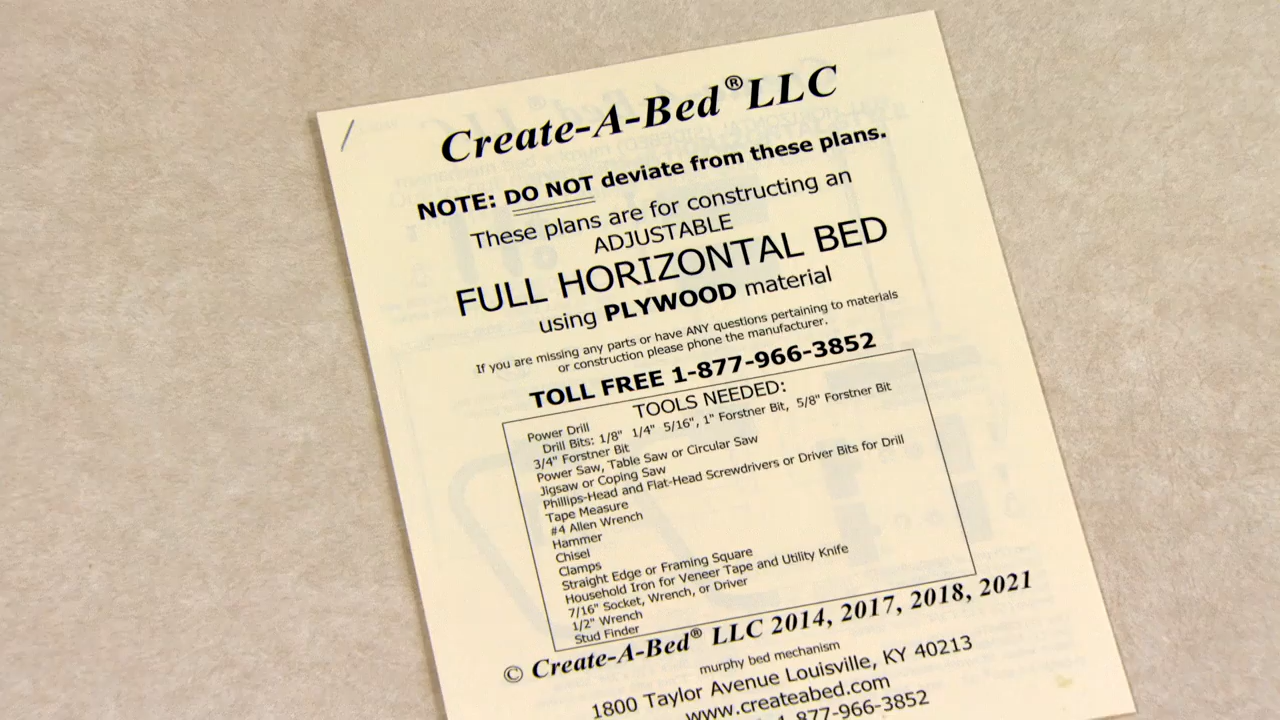 Create-A-Bed® LLC
NOTE: DO NOT deviate from these plans.
These plans are for constructing an
ADJUSTABLE
FULL HORIZONTAL BED
using PLYWOOD material
If you are missing any parts or have ANY questions pertaining to materials
or construction please phone the manufacturer.
TOLL FREE 1-877-966-3852
TOOLS NEEDED:
Power Drill
Drill Bits: 1/8" 1/4" 5/16", 1" Forstner Bit, 5/8" Forstner Bit
3/4" Forstner Bit
Power Saw, Table Saw or Circular Saw
Jigsaw or Coping Saw
Phillips-Head and Flat-Head Screwdrivers or Driver Bits for Drill
Tape Measure
#4 Allen Wrench
Hammer
Chisel
Clamps
Straight Edge or Framing Square
Household Iron for Veneer Tape and Utility Knife
7/16" Socket, Wrench, or Driver
1/2" Wrench
Stud Finder
© Create-A-Bed® LLC 2014, 2017, 2018, 2021
murphy bed mechanism
1800 Taylor Avenue Louisville, KY 40213
www.createabed.com
1-877-966-3852